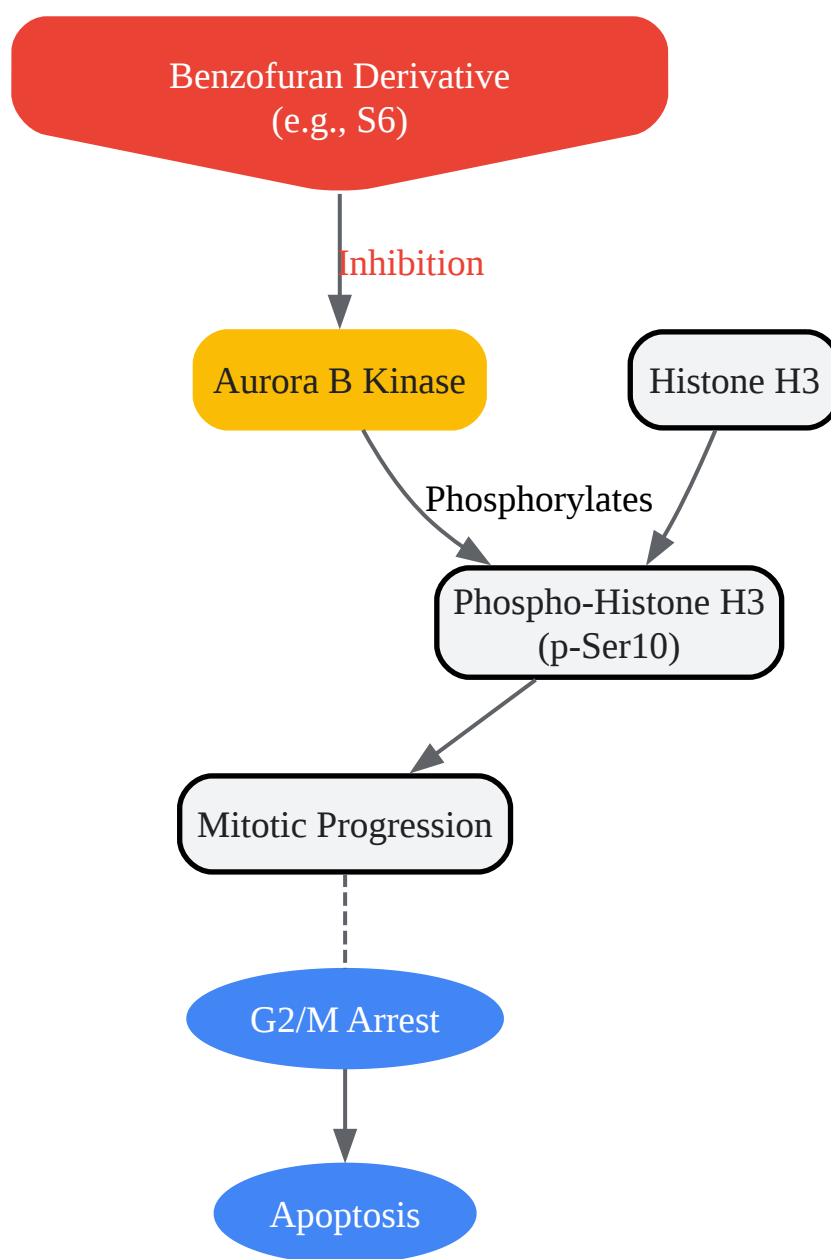 Benzofuran Derivative
(e.g., S6)
Inhibition
Aurora B Kinase
Histone H3
Phosphorylates
Phospho-Histone H3
(p-Ser10)
Mitotic Progression
G2/M Arrest
Apoptosis